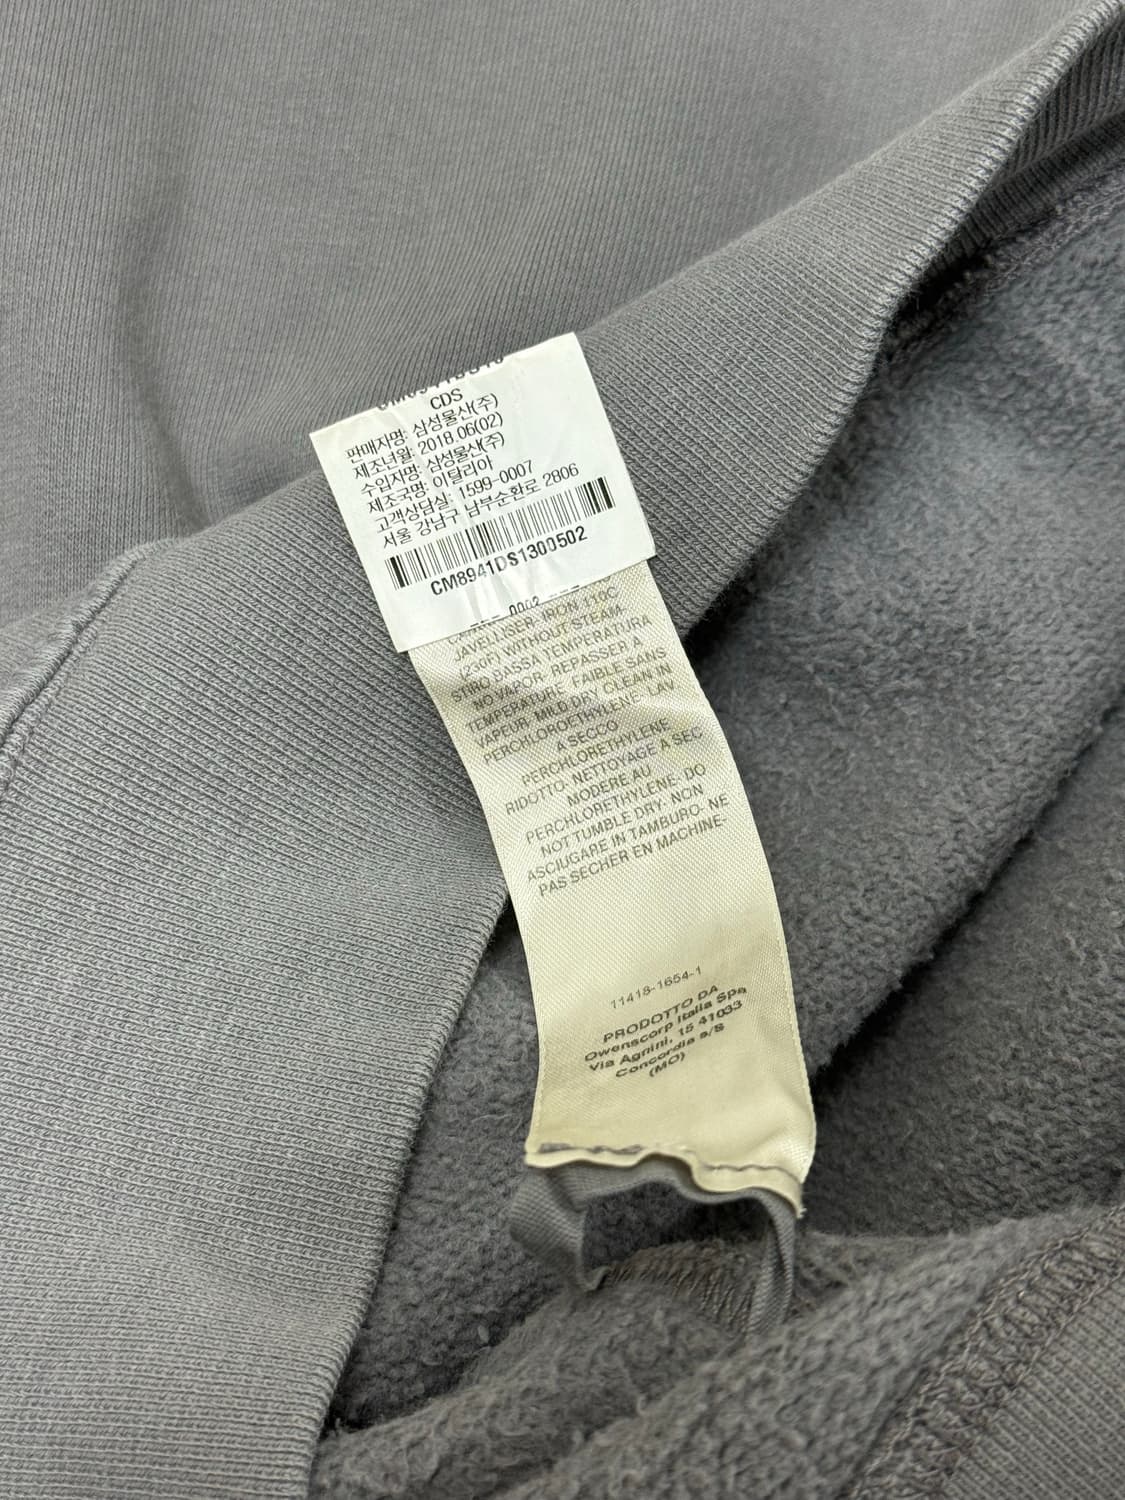 CDS
판매자명: 삼성물산(주)
제조년월: 2018.06(02)
수입자명: 삼성물산(주)
제조국명: 이탈리아
고객상담실: 1599-0007
서울 강남구 남부순환로 2806
CM8941DS1300502
0002
JAVELLISER. IRON 110C
(230F) WITHOUT STEAM-
STIRO BASSA TEMPERATURA
NO VAPOR- REPASSER A
TEMPERATURE FAIBLE SANS
VAPEUR. MILD DRY CLEAN IN
PERCHLOROETHYLENE- LAV.
A SECCO
PERCHLORETHYLENE
RIDOTTO- NETTOYAGE A SEC
MODERE AU
PERCHLORETHYLENE. DO
NOT TUMBLE DRY- NON
ASCIUGARE IN TAMBURO. NE
PAS SECHER EN MACHINE-
11418-1654-1
PRODOTTO DA
Owenscorp Italia Spa
Via Agnini, 15 41033
Concordia s/S
(MO)